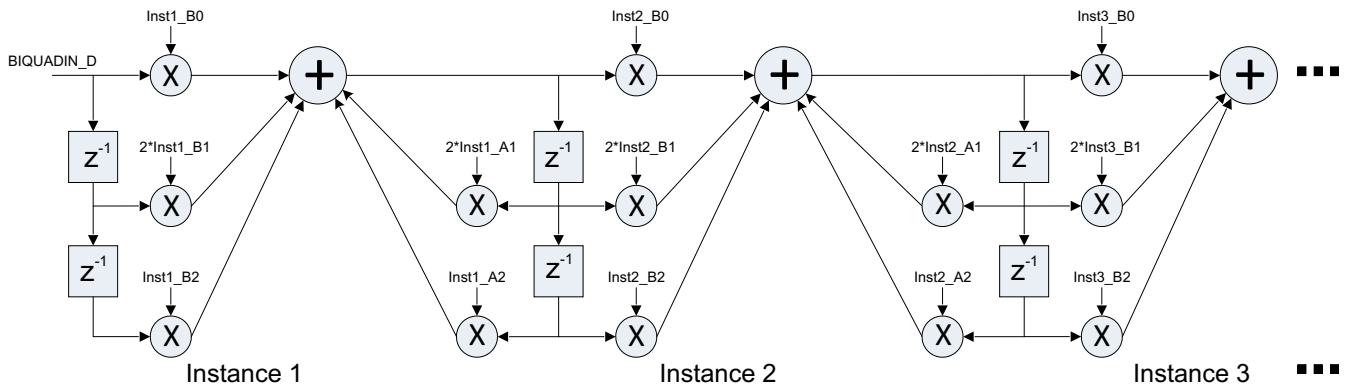 Inst1_B0
Inst2_B0
Inst3_B0
BIQUADIN_D
X
+
X
+
X
+
z⁻¹
2*Inst1_B1
2*Inst1_A1
z⁻¹
2*Inst2_B1
2*Inst2_A1
z⁻¹
2*Inst3_B1
X
X
X
X
X
z⁻¹
Inst1_B2
Inst1_A2
z⁻¹
Inst2_B2
Inst2_A2
z⁻¹
Inst3_B2
X
X
X
X
X
Instance 1
Instance 2
Instance 3